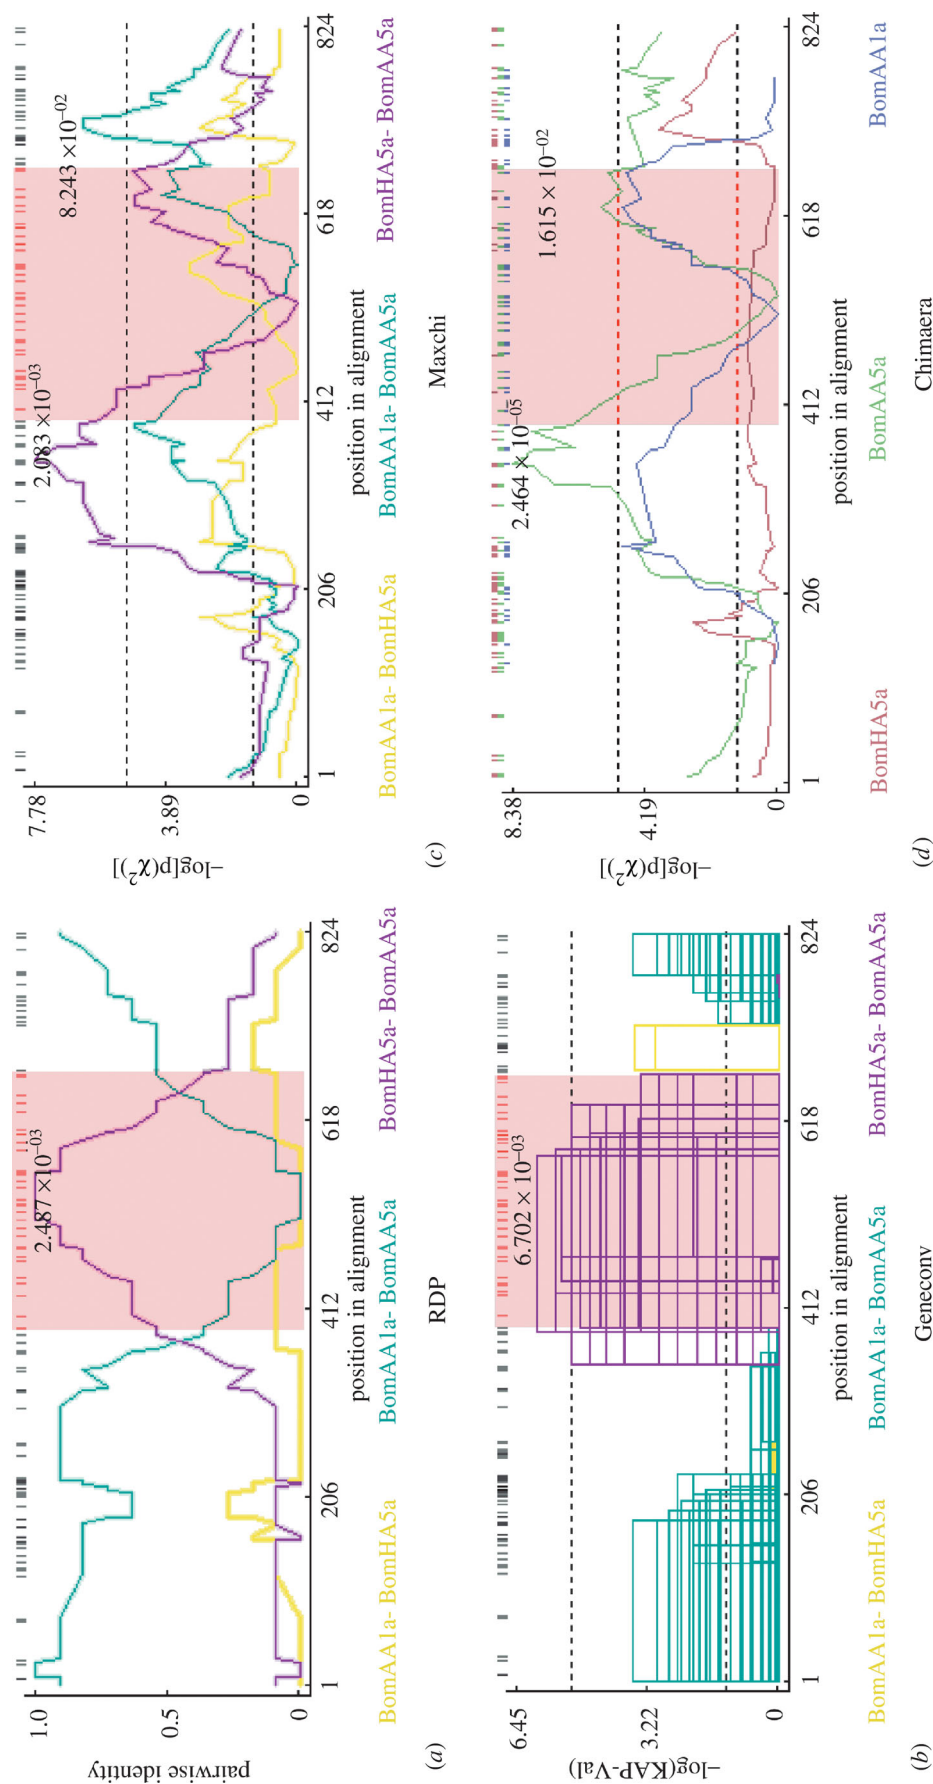 (a)
pairwise identity
1.0
0.5
0
2.487 ×10−03
1 206 412 618 824
position in alignment
BomAA1a- BomHA5a BomAA1a- BomAA5a BomHA5a- BomAA5a
RDP
(b)
−log(KAP-Val)
6.45
3.22
0
6.702 × 10−03
1 206 412 618 824
position in alignment
BomAA1a- BomHA5a BomAA1a- BomAA5a BomHA5a- BomAA5a
Geneconv
(c)
−log[p(χ2)]
7.78
3.89
0
2.083 ×10−03
8.243 ×10−02
1 206 412 618 824
position in alignment
BomAA1a- BomHA5a BomAA1a- BomAA5a BomHA5a- BomAA5a
Maxchi
(d)
−log[p(χ2)]
8.38
4.19
0
2.464 × 10−05
1.615 × 10−02
1 206 412 618 824
position in alignment
BomHA5a BomAA5a BomAA1a
Chimaera